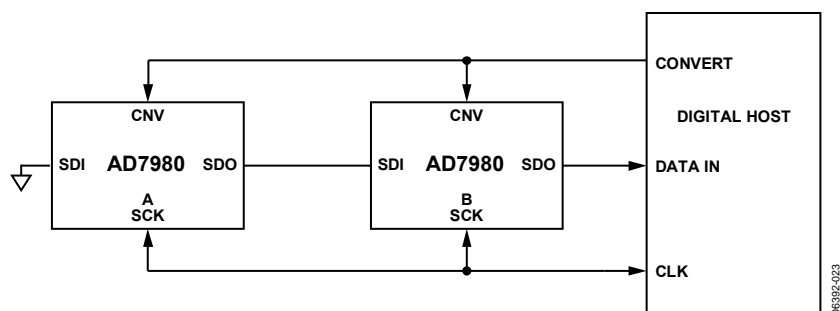 CONVERT
CNV
CNV
DIGITAL HOST
SDI AD7980 SDO
SDI AD7980 SDO
DATA IN
A
SCK
B
SCK
CLK
06392-023